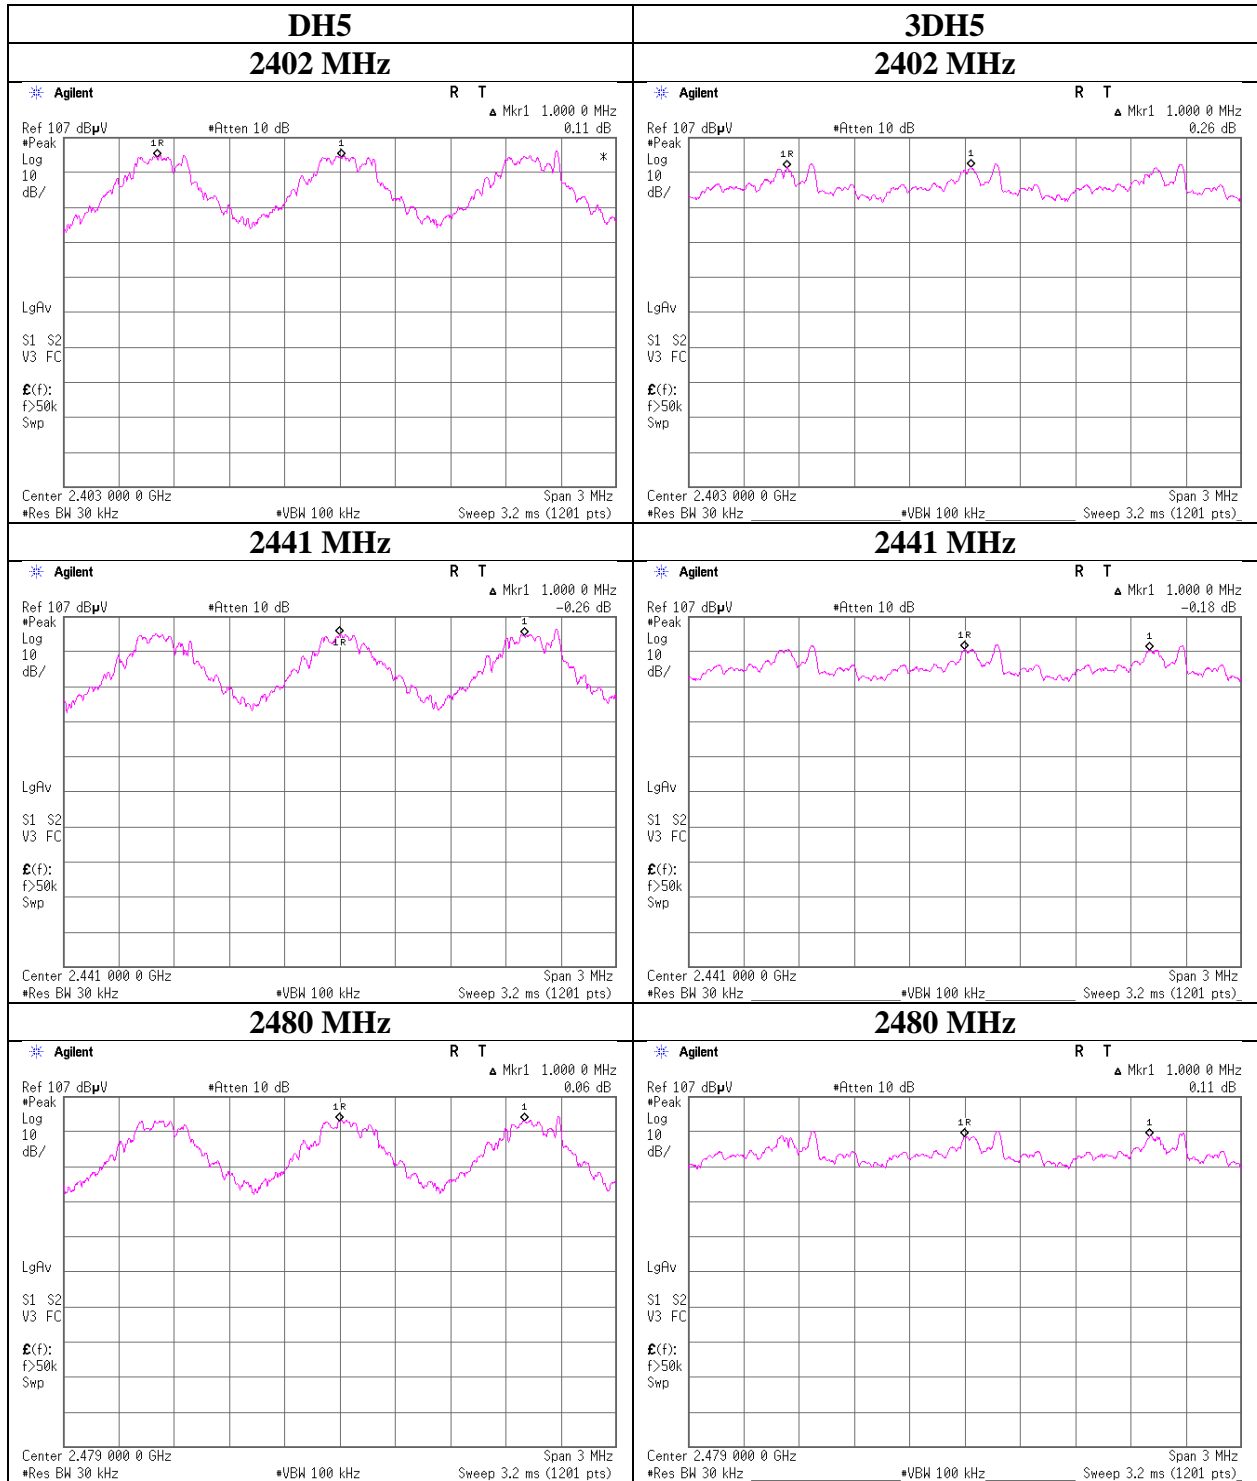 DH5 3DH5
2402 MHz 2402 MHz
Agilent R T
Δ Mkr1 1.000 0 MHz
Ref 107 dBµV #Atten 10 dB 0.11 dB
#Peak
Log
10
dB/
1R 1
*
LgAv
S1 S2
V3 FC
£(f):
f>50k
Swp
Center 2.403 000 0 GHz Span 3 MHz
#Res BW 30 kHz #VBW 100 kHz Sweep 3.2 ms (1201 pts)
Agilent R T
Δ Mkr1 1.000 0 MHz
Ref 107 dBµV #Atten 10 dB 0.26 dB
#Peak
Log
10
dB/
1R 1
LgAv
S1 S2
V3 FC
£(f):
f>50k
Swp
Center 2.403 000 0 GHz Span 3 MHz
#Res BW 30 kHz #VBW 100 kHz Sweep 3.2 ms (1201 pts)
2441 MHz 2441 MHz
Agilent R T
Δ Mkr1 1.000 0 MHz
Ref 107 dBµV #Atten 10 dB -0.26 dB
#Peak
Log
10
dB/
1R 1
LgAv
S1 S2
V3 FC
£(f):
f>50k
Swp
Center 2.441 000 0 GHz Span 3 MHz
#Res BW 30 kHz #VBW 100 kHz Sweep 3.2 ms (1201 pts)
Agilent R T
Δ Mkr1 1.000 0 MHz
Ref 107 dBµV #Atten 10 dB -0.18 dB
#Peak
Log
10
dB/
1R 1
LgAv
S1 S2
V3 FC
£(f):
f>50k
Swp
Center 2.441 000 0 GHz Span 3 MHz
#Res BW 30 kHz #VBW 100 kHz Sweep 3.2 ms (1201 pts)
2480 MHz 2480 MHz
Agilent R T
Δ Mkr1 1.000 0 MHz
Ref 107 dBµV #Atten 10 dB 0.06 dB
#Peak
Log
10
dB/
1R 1
LgAv
S1 S2
V3 FC
£(f):
f>50k
Swp
Center 2.479 000 0 GHz Span 3 MHz
#Res BW 30 kHz #VBW 100 kHz Sweep 3.2 ms (1201 pts)
Agilent R T
Δ Mkr1 1.000 0 MHz
Ref 107 dBµV #Atten 10 dB 0.11 dB
#Peak
Log
10
dB/
1R 1
LgAv
S1 S2
V3 FC
£(f):
f>50k
Swp
Center 2.479 000 0 GHz Span 3 MHz
#Res BW 30 kHz #VBW 100 kHz Sweep 3.2 ms (1201 pts)